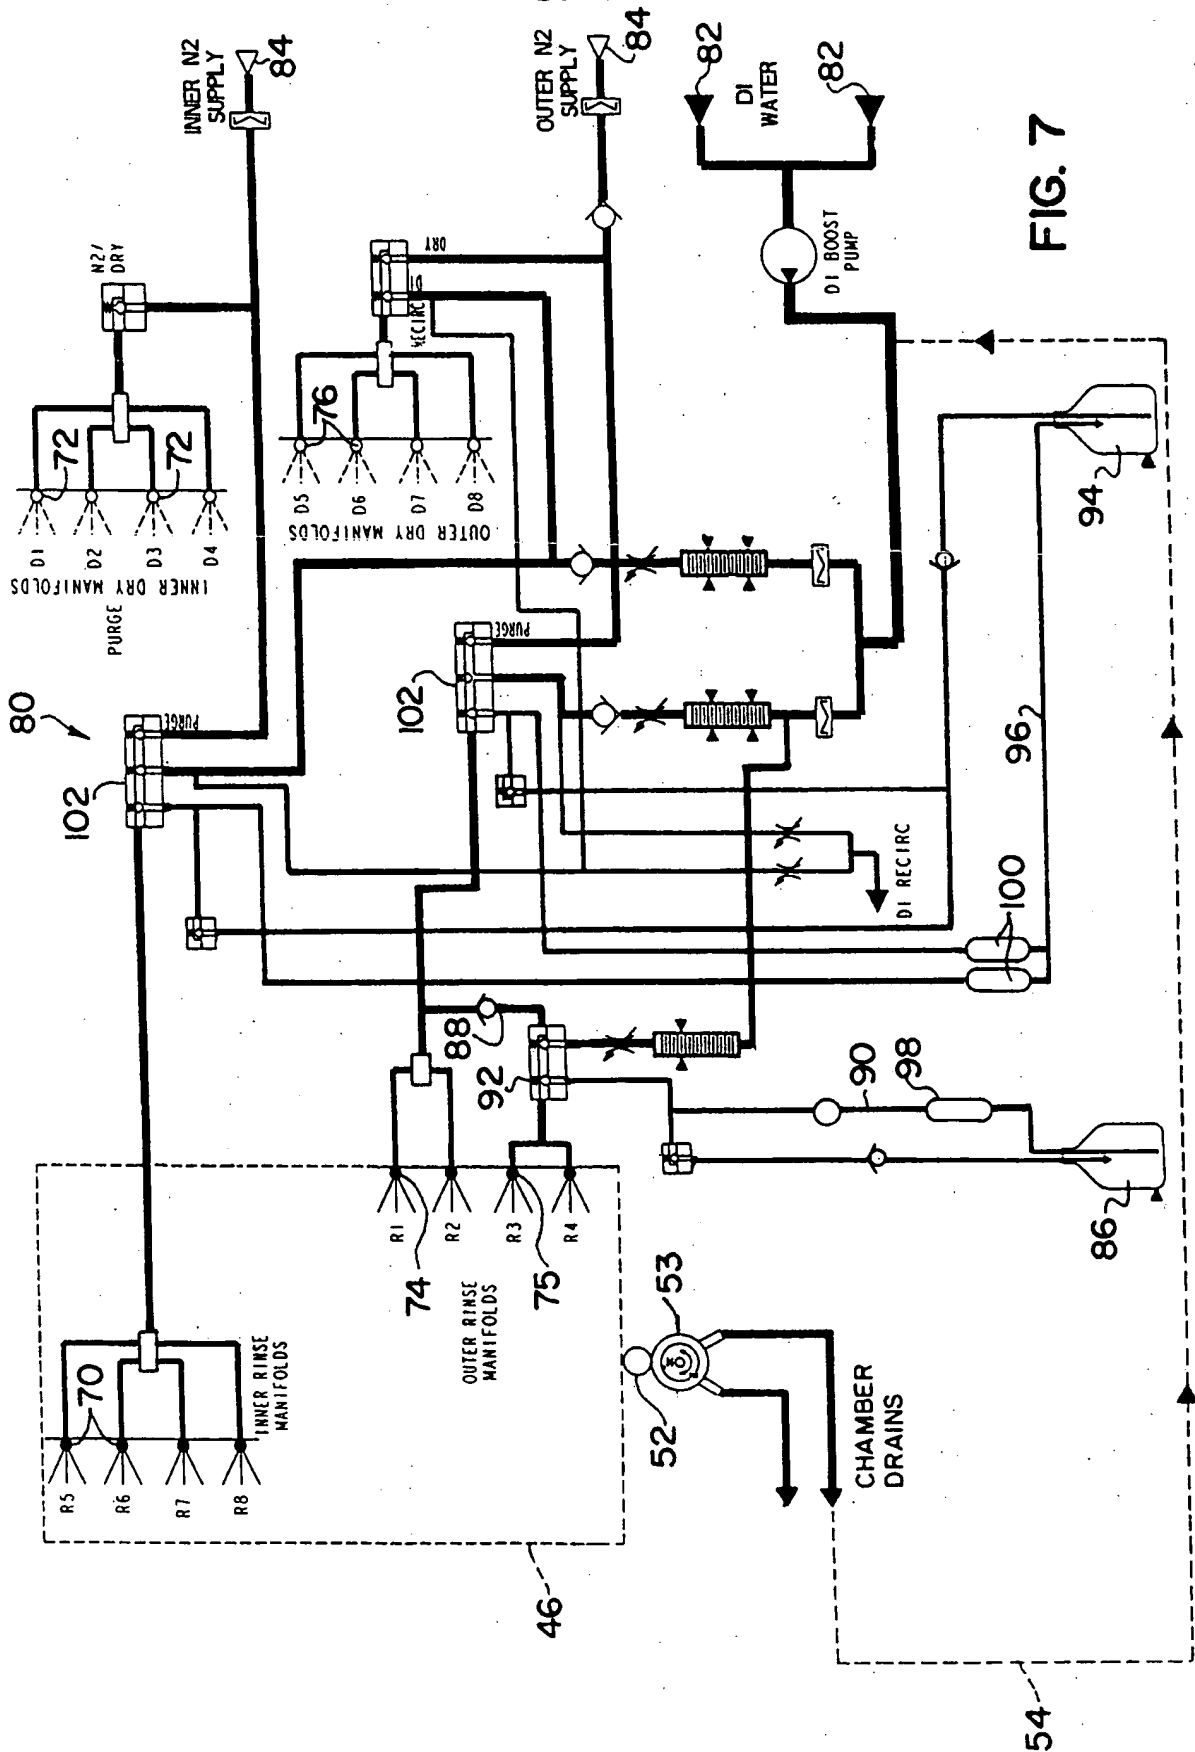 FIG. 7
80
INNER N2
SUPPLY
84
OUTER N2
SUPPLY
84
82
DI
WATER
82
DI BOOST
PUMP
N2/
DRY
72
72
D1
D2
D3
D4
INNER DRY MANIFOLDS
PURGE
DRY
DI
RECIRC
76
D5
D6
D7
D8
OUTER DRY MANIFOLDS
102
PURGE
102
PURGE
94
96
100
DI RECIRC
88
92
90
98
86
R1
R2
R3
R4
74
75
OUTER RINSE
MANIFOLDS
70
R5
R6
R7
R8
INNER RINSE
MANIFOLDS
52
53
CHAMBER
DRAINS
46
54